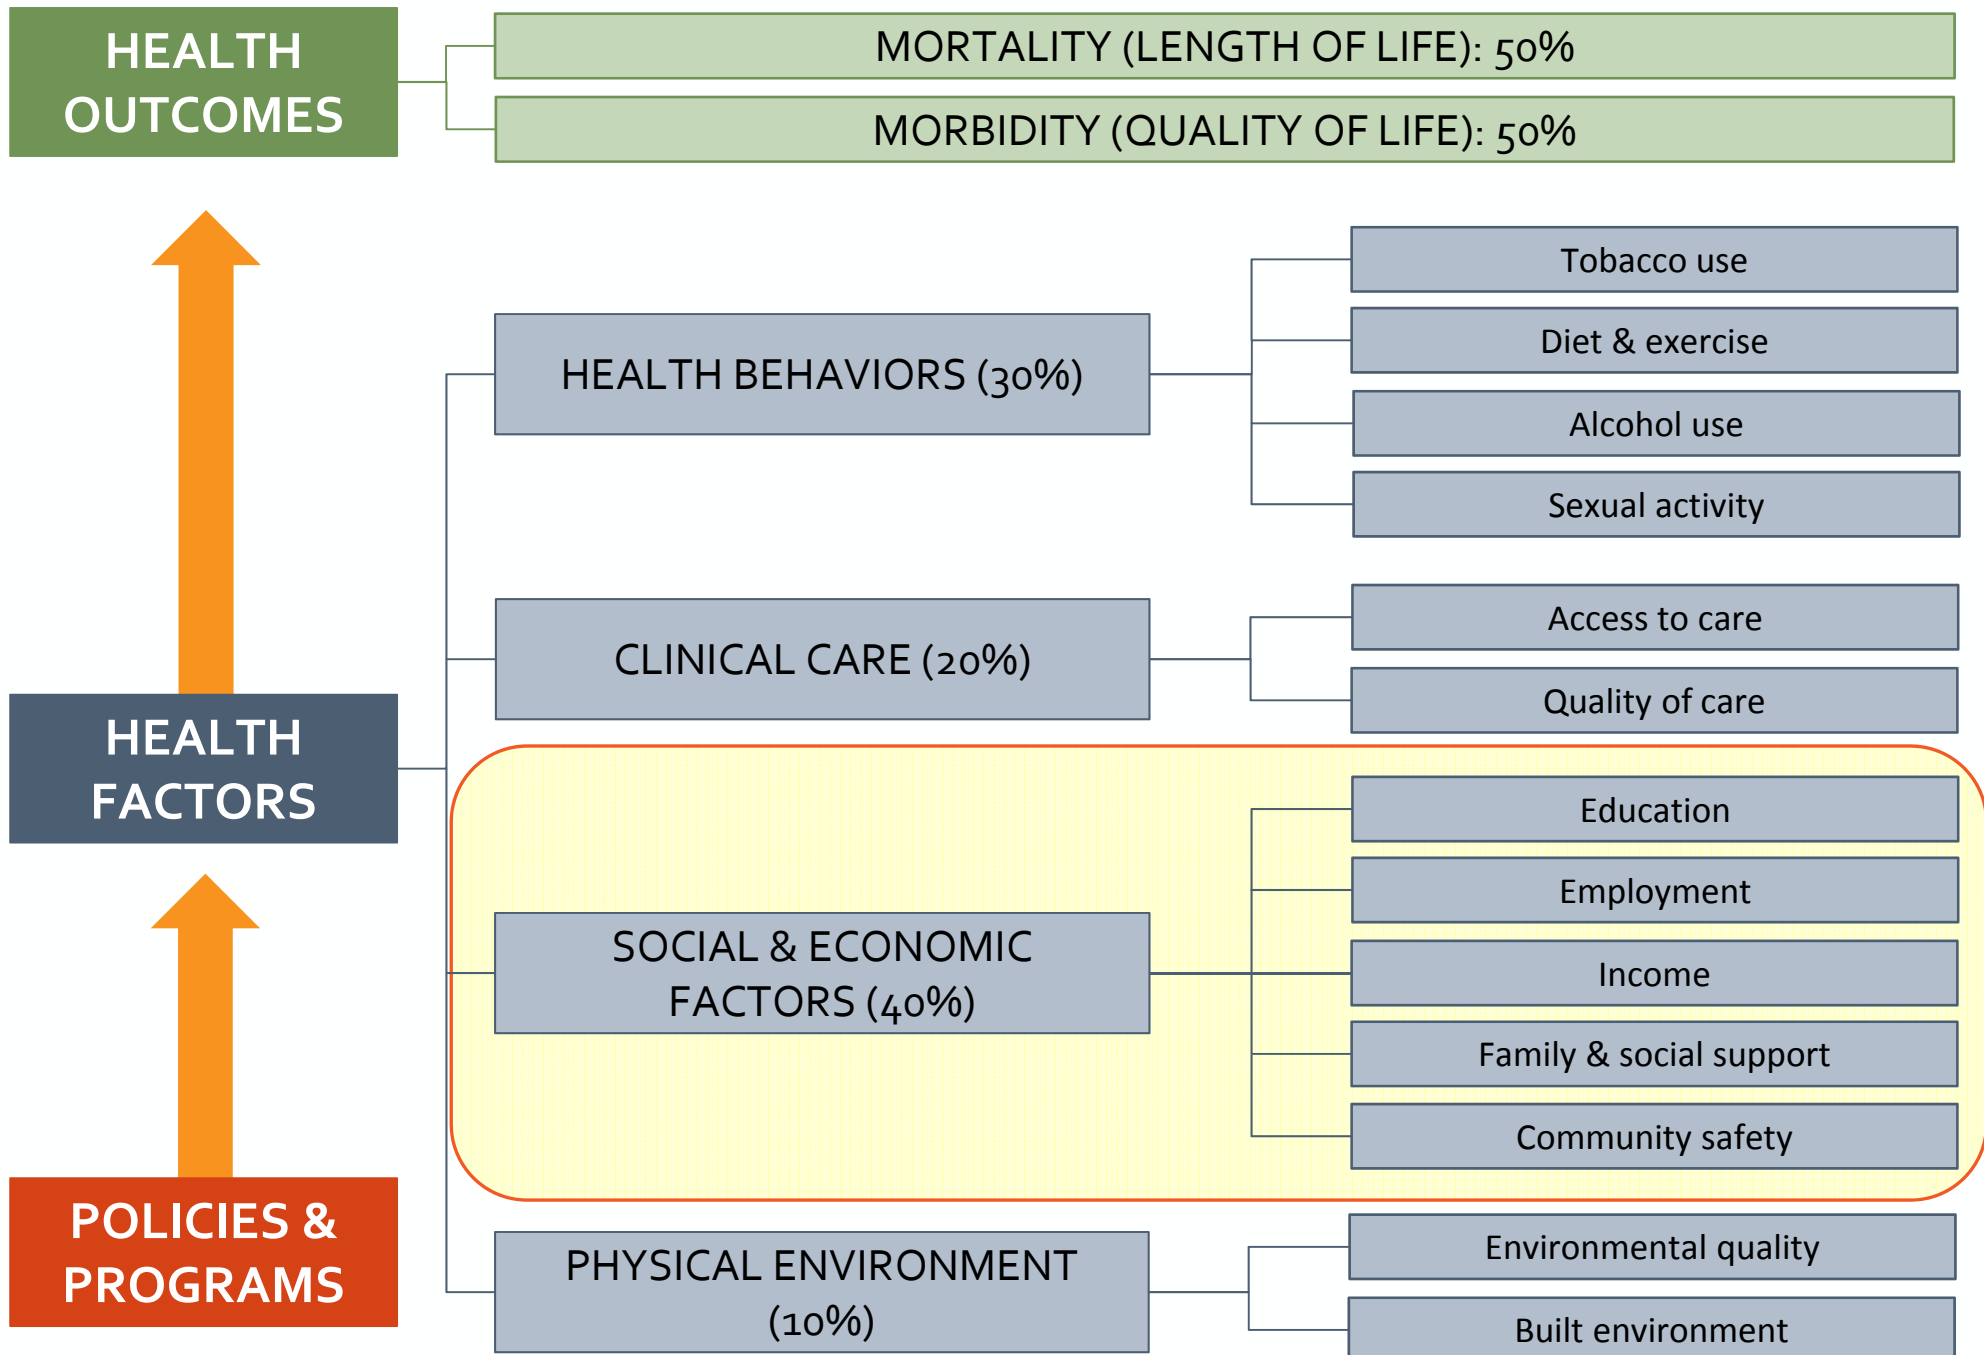 HEALTH
OUTCOMES
MORTALITY (LENGTH OF LIFE): 50%
MORBIDITY (QUALITY OF LIFE): 50%
HEALTH
FACTORS
HEALTH BEHAVIORS (30%)
Tobacco use
Diet & exercise
Alcohol use
Sexual activity
CLINICAL CARE (20%)
Access to care
Quality of care
SOCIAL & ECONOMIC
FACTORS (40%)
Education
Employment
Income
Family & social support
Community safety
PHYSICAL ENVIRONMENT
(10%)
Environmental quality
Built environment
POLICIES &
PROGRAMS